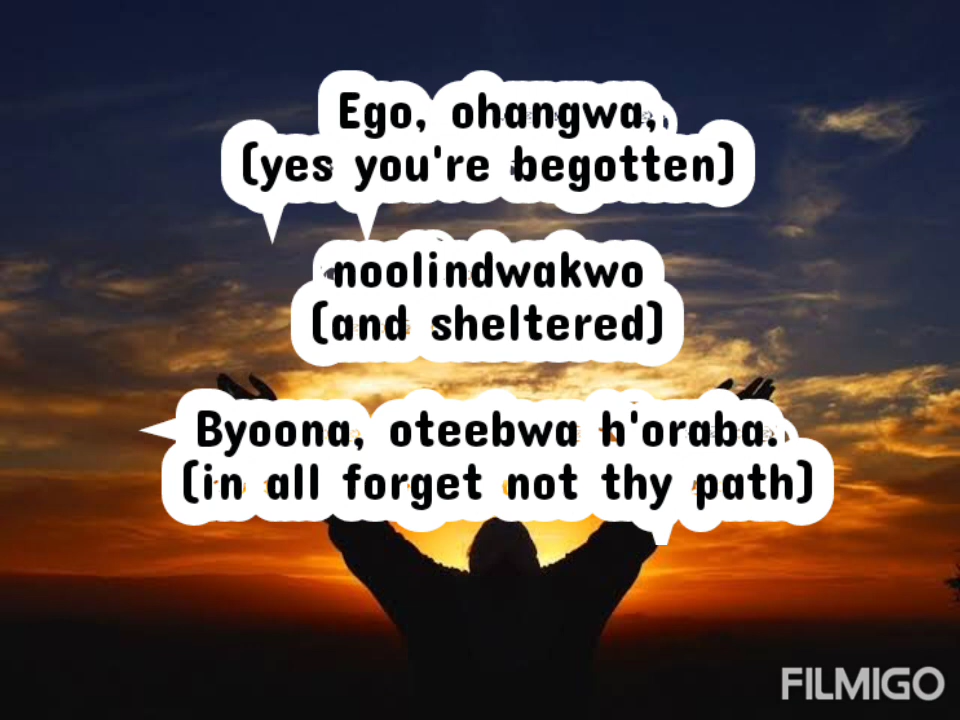 Ego, ohangwa,
(yes you're begotten)
noolindwakwo
(and sheltered)
Byoona, oteebwa h'oraba.
(in all forget not thy path)
FILMIGO